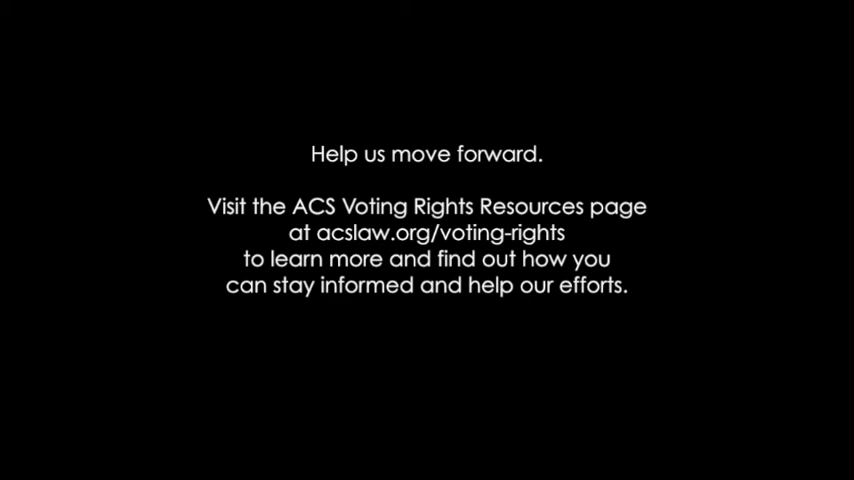 Help us move forward.
Visit the ACS Voting Rights Resources page
at acslaw.org/voting-rights
to learn more and find out how you
can stay informed and help our efforts.